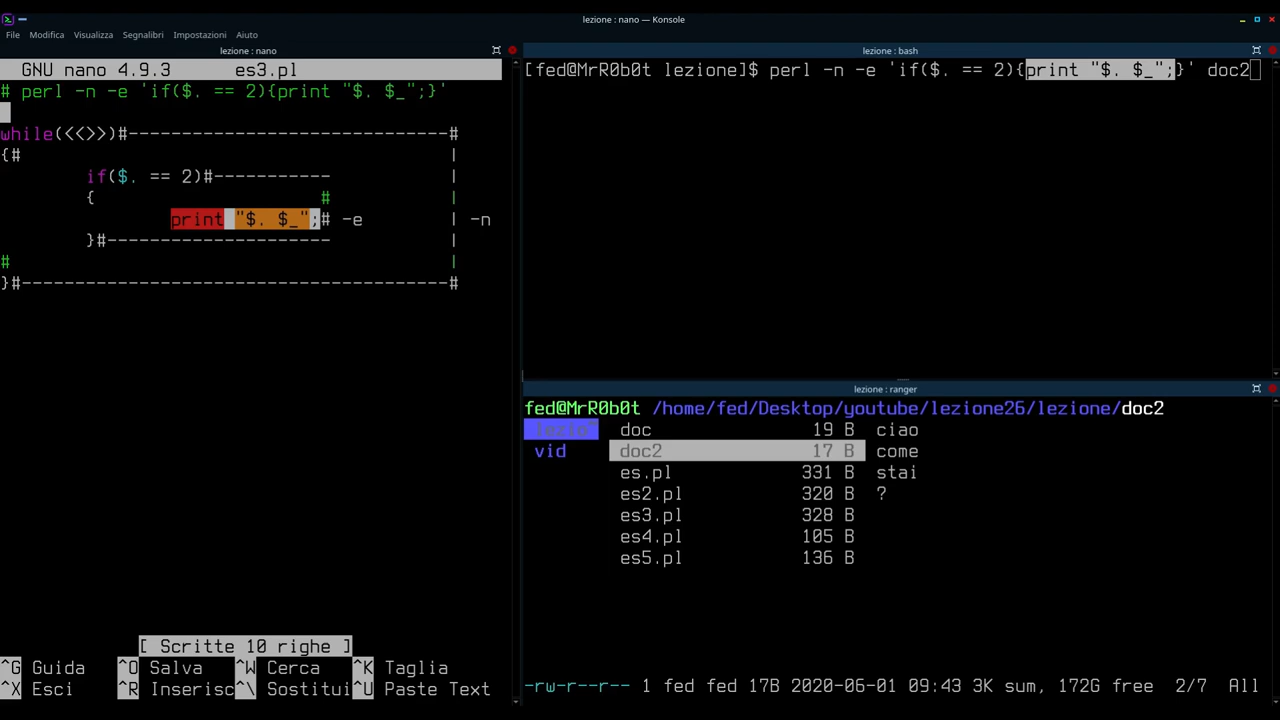 lezione : nano — Konsole
File Modifica Visualizza Segnalibri Impostazioni Aiuto
lezione : nano
GNU nano 4.9.3 es3.pl
# perl -n -e 'if($. == 2){print "$. $_";}'
while(<<>>)#------------------------------#
{# |
if($. == 2)#-----------
{ # |
print "$. $_";# -e | -n
}#--------------------- |
# |
}#----------------------------------------#
[ Scritte 10 righe ]
^G Guida ^O Salva ^W Cerca ^K Taglia
^X Esci ^R Inserisc ^\ Sostitui ^U Paste Text
lezione : bash
[fed@MrR0b0t lezione]$ perl -n -e 'if($. == 2){print "$. $_";}' doc2
lezione : ranger
fed@MrR0b0t /home/fed/Desktop/youtube/lezione26/lezione/doc2
lezio~ doc 19 B ciao
vid doc2 17 B come
es.pl 331 B stai
es2.pl 320 B ?
es3.pl 328 B
es4.pl 105 B
es5.pl 136 B
-rw-r--r-- 1 fed fed 17B 2020-06-01 09:43 3K sum, 172G free 2/7 All